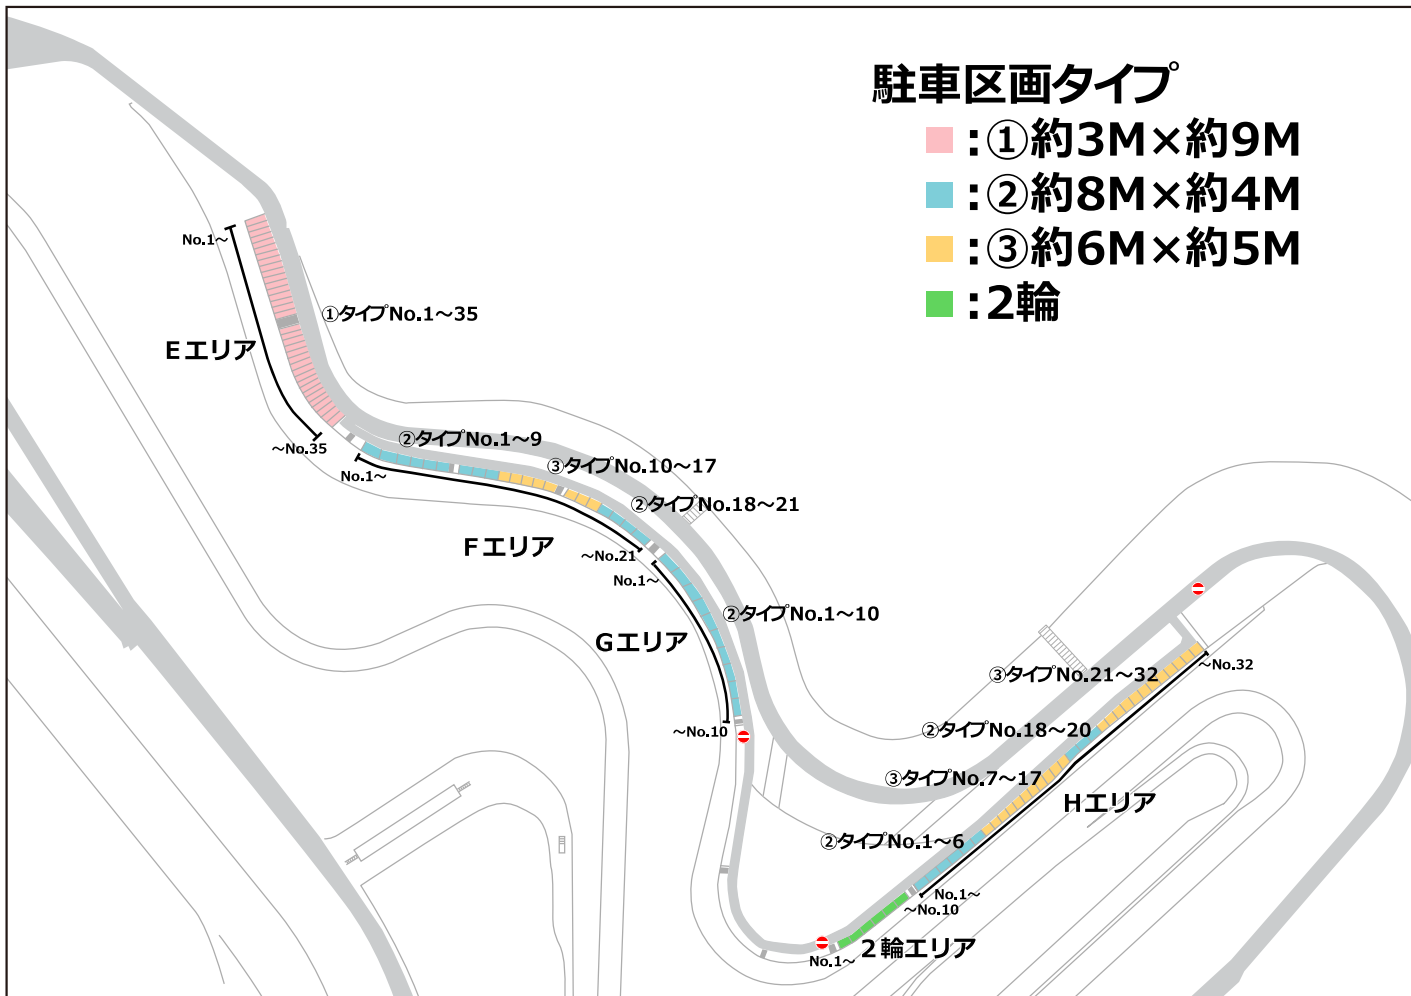 駐車区画タイプ
：①約3M×約9M
：②約8M×約4M
：③約6M×約5M
：2輪
No.1～
①タイプNo.1～35
Eエリア
～No.35
②タイプNo.1～9
No.1～
③タイプNo.10～17
②タイプNo.18～21
Fエリア
～No.21
No.1～
②タイプNo.1～10
Gエリア
～No.10
～No.32
③タイプNo.21～32
②タイプNo.18～20
③タイプNo.7～17
Hエリア
②タイプNo.1～6
No.1～
～No.10
2輪エリア
No.1～